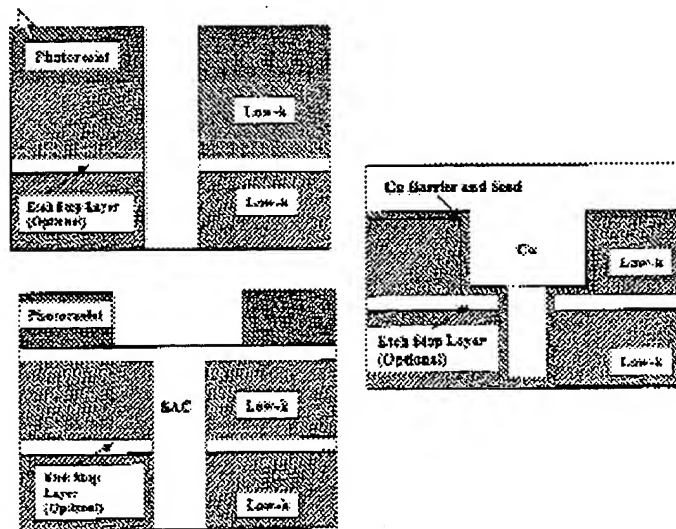 Photoresist
Low-k
Etch Stop Layer
(Optional)
Low-k
Cu Barrier and Seed
Cu
Low-k
Etch Stop Layer
(Optional)
Low-k
Photoresist
SAC
Low-k
Etch Stop
Layer
(Optional)
Low-k